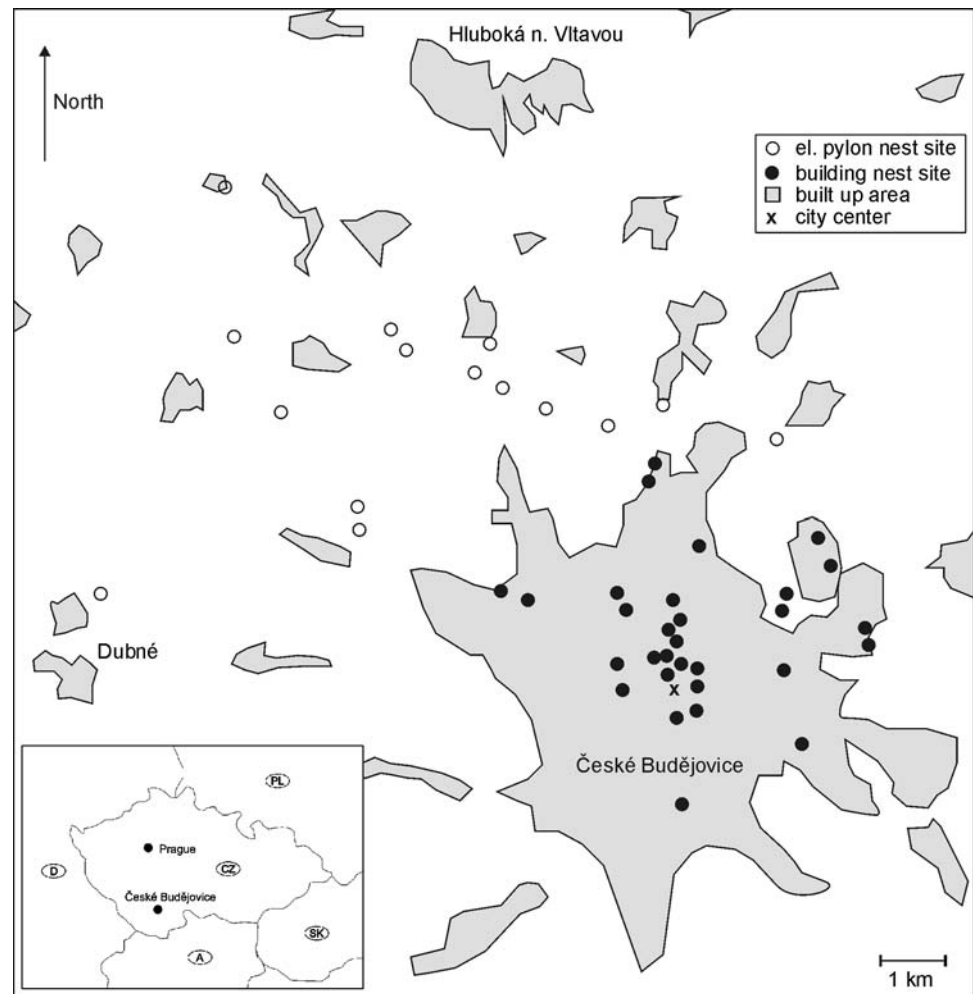 Hluboká n. Vltavou
North
el. pylon nest site
building nest site
built up area
x city center
Dubné
x
České Budějovice
PL
Prague
D
CZ
České Budějovice
SK
A
1 km